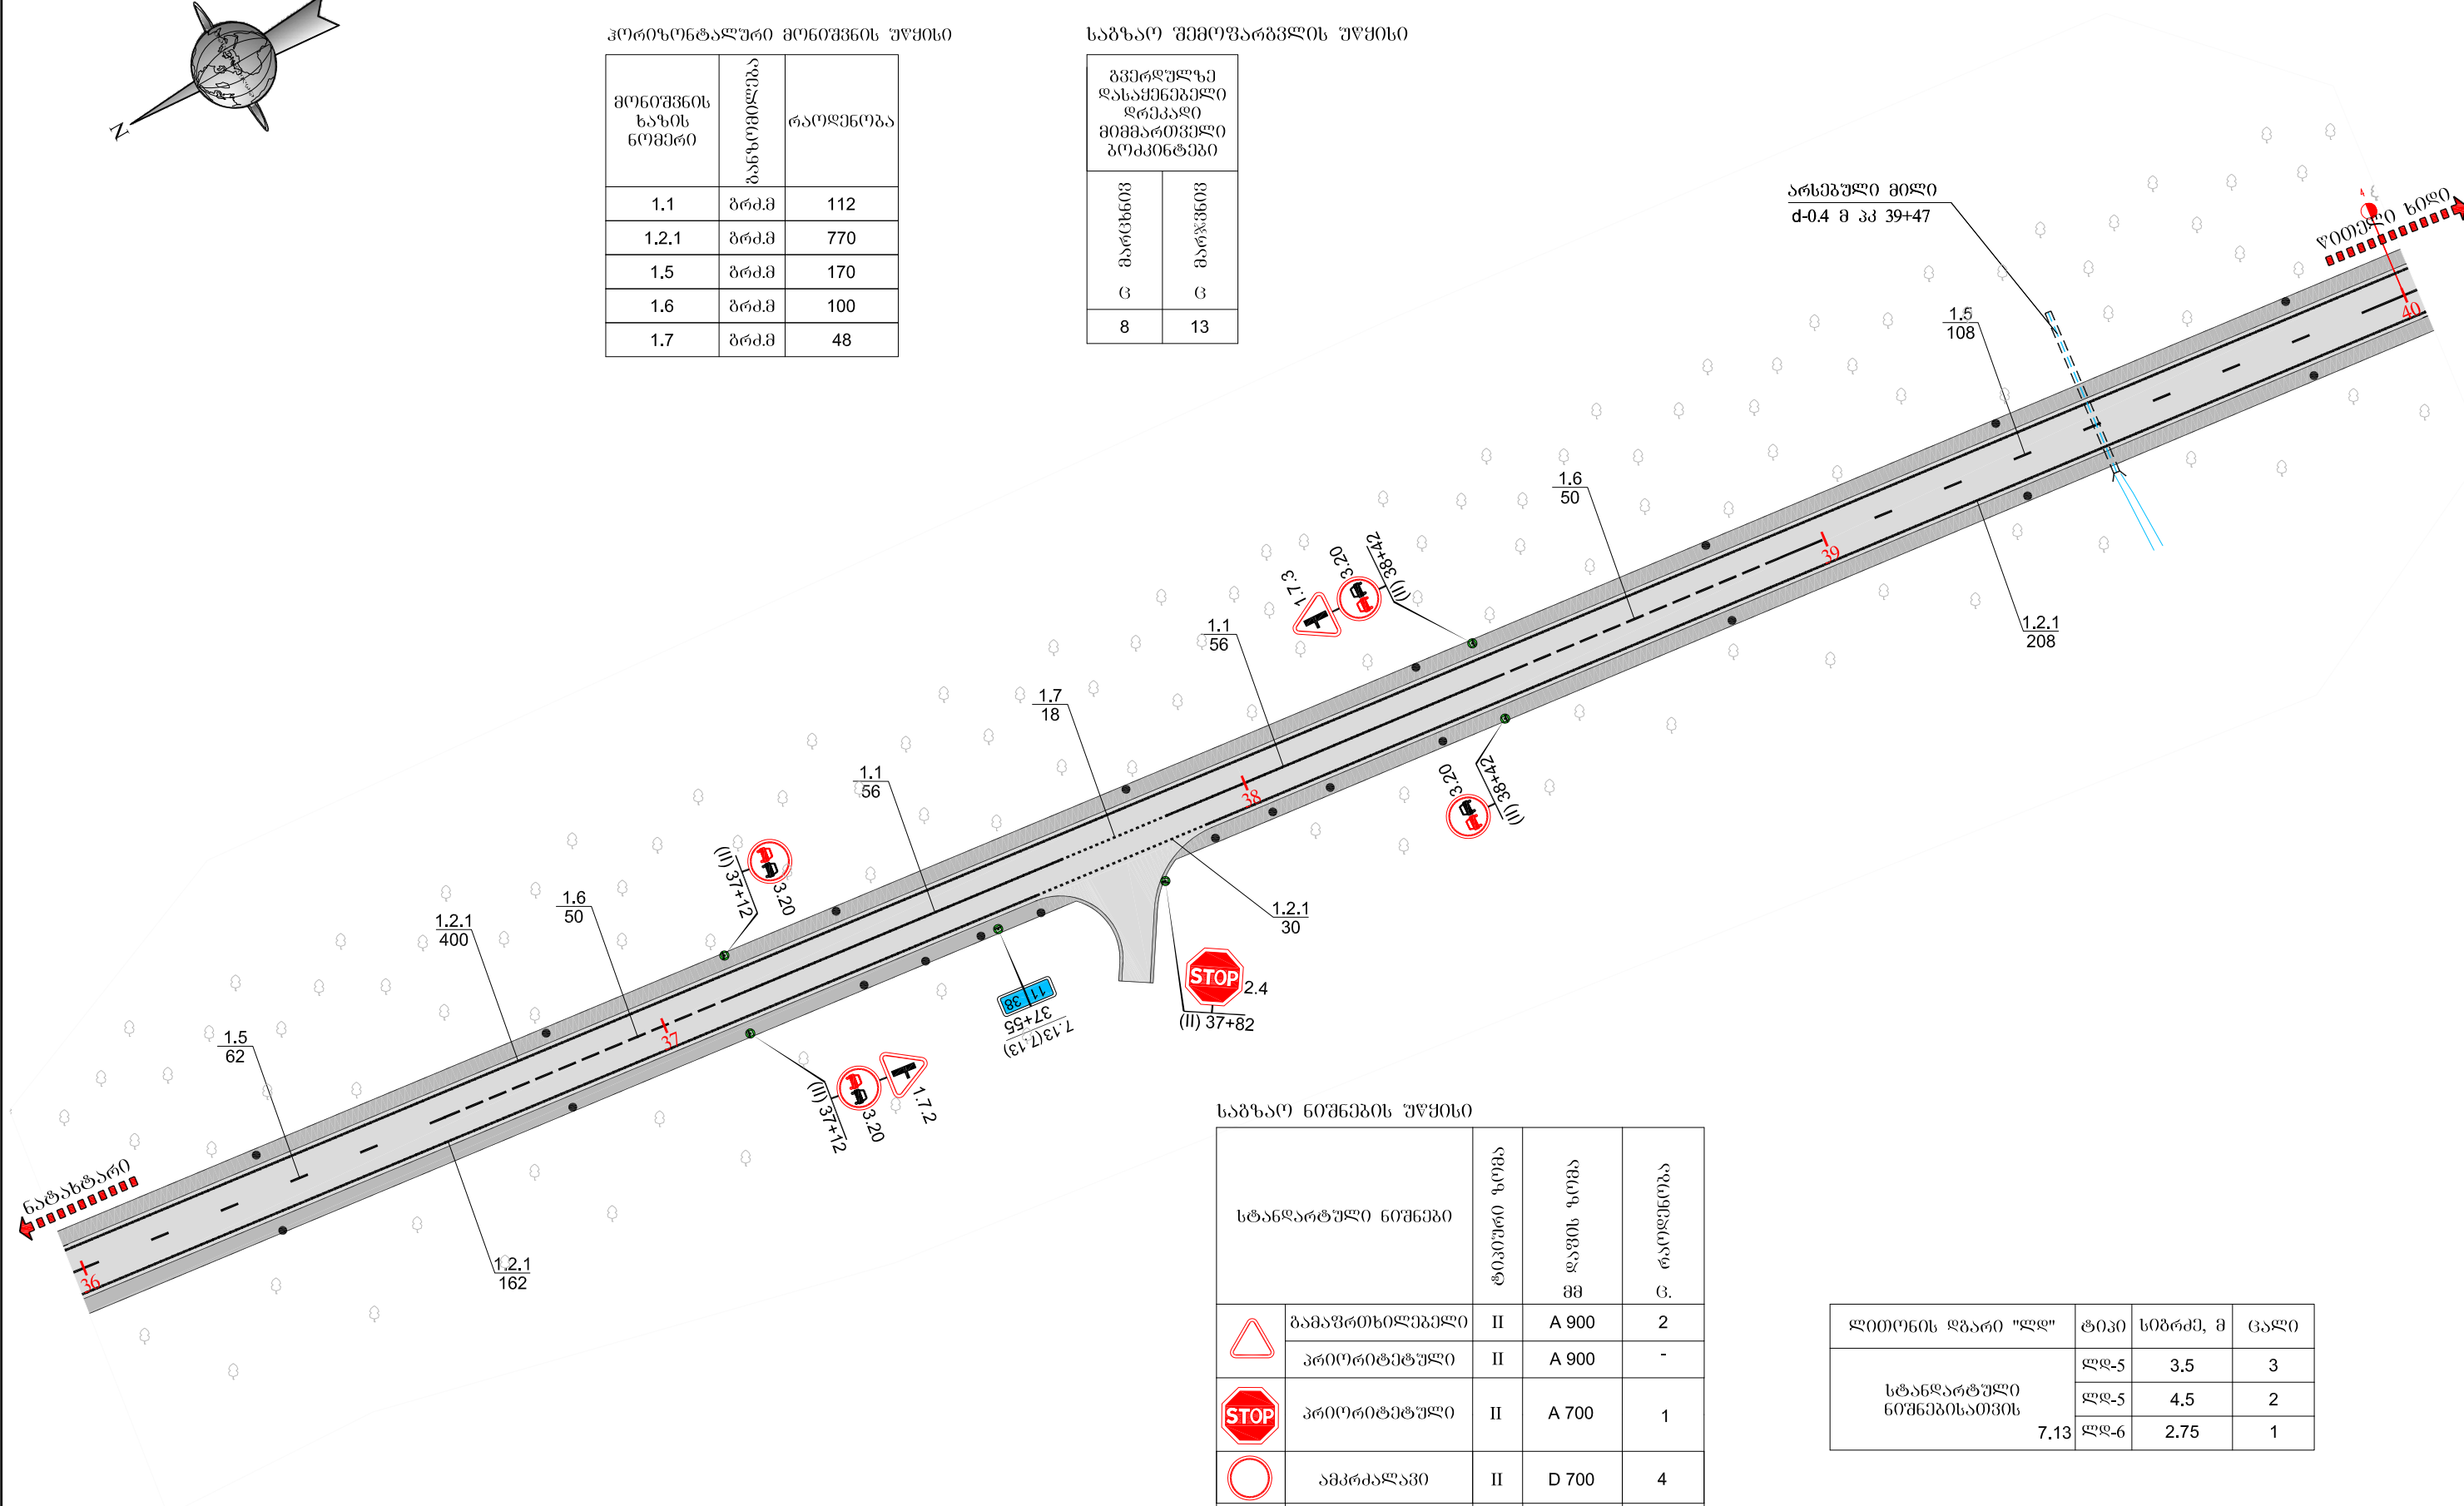 N
ჰორიზონტალური მონიშვნის უწყისი
მონიშვნის ხაზის ნომერი განზომილება რაოდენობა
1.1 გრძ.მ 112
1.2.1 გრძ.მ 770
1.5 გრძ.მ 170
1.6 გრძ.მ 100
1.7 გრძ.მ 48
საგზაო შემოფარგვლის უწყისი
გვერდულზე
დასაყენებელი
დრეკადი
მიმმართველი
ბოძკინტები
მარცხნივ ც
მარჯვნივ ც
8 13
არსებული მილი
d-0.4 მ პკ 39+47
წითელი ხიდი
40
1.5
108
1.6
50
39
1.2.1
208
1.7.3
3.20
(II) 38+42
1.1
56
1.7
18
38
3.20
(II) 38+42
1.1
56
(II) 37+12
3.20
1.6
50
1.2.1
400
1.2.1
30
STOP
2.4
(II) 37+82
11
38
7.13(7.13)
37+55
37
1.5
62
(II) 37+12
3.20
1.7.2
ნატახტარი
36
1.2.1
162
საგზაო ნიშნების უწყისი
სტანდარტული ნიშნები ტიპიური ზომა დაფის ზომა მმ რაოდენობა ც.
გამაფრთხილებელი II A 900 2
პრიორიტეტული II A 900 -
STOP პრიორიტეტული II A 700 1
ამკრძალავი II D 700 4
ლითონის დგარი "ლდ" ტიპი სიგრძე, მ ცალი
სტანდარტული
ნიშნებისათვის
ლდ-5 3.5 3
ლდ-5 4.5 2
7.13 ლდ-6 2.75 1